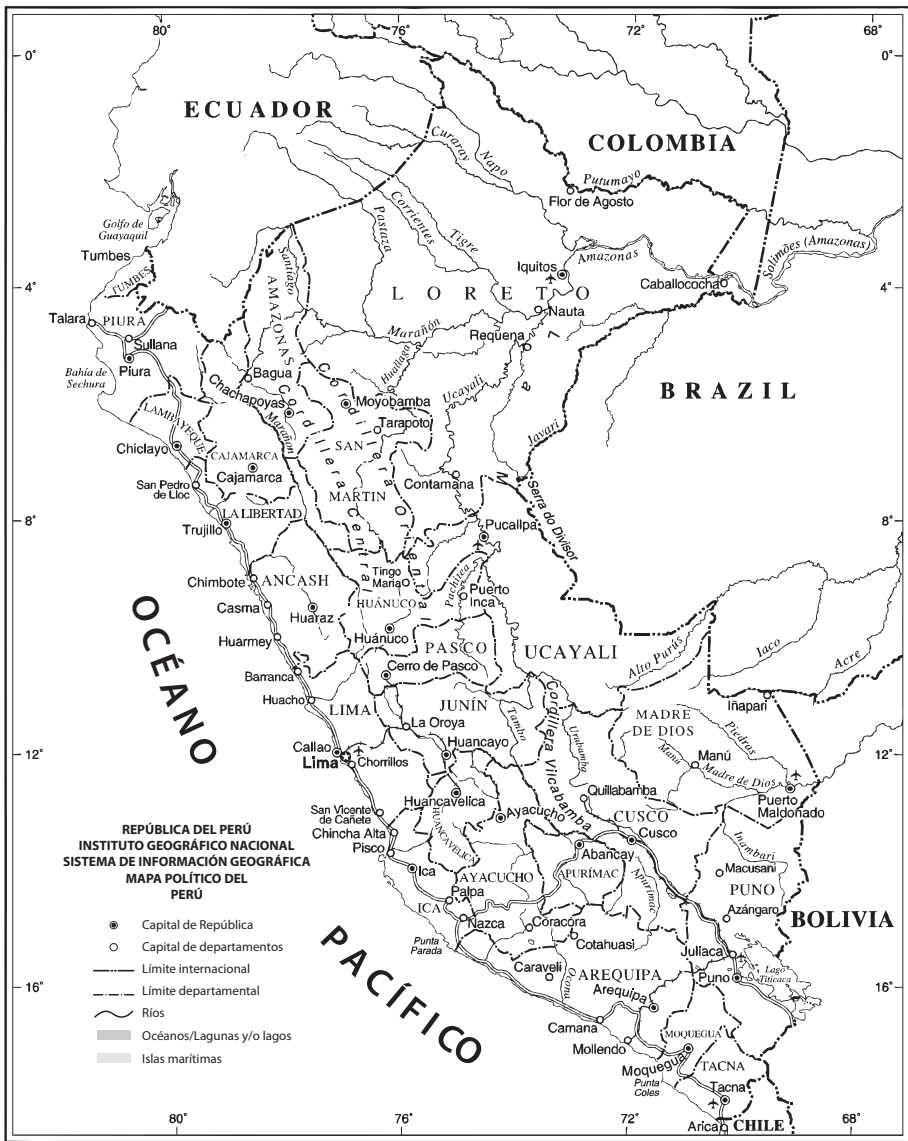 80
76
72
68
0°
0°
ECUADOR
COLOMBIA
Curaray
Napo
Putumayo
Flor de Agosto
Golfo de
Guayaquil
Pastaza
Corrientes
Tigre
Amazonas
Solimões (Amazonas)
Tumbes
TUMBES
Santiago
AMAZONAS
Iquitos
Caballococha
4°
LORETO
4°
Nauta
Talara
PIURA
Marañón
Requena
Sullana
Piura
Huallaga
Bahía de
Sechura
Bagua
Chachapoyas
Ucayali
BRAZIL
Moyobamba
LAMBAYEQUE
Marañon
Tarapoto
Javari
SAN
MARTIN
Cordillera Central
Cordillera Oriental
Chiclayo
CAJAMARCA
Cajamarca
Contamana
San Pedro
de Lloc
Serra do Divisor
LA LIBERTAD
8°
Trujillo
Pucallpa
8°
Chimbote
ANCASH
Tingo
Maria
Pachitea
Puerto
Inca
Casma
Huaraz
HUÁNUCO
Huánuco
Huarmey
PASCO
UCAYALI
Alto Purús
Iaco
Acre
Barranca
Cerro de Pasco
Iñapari
Huacho
LIMA
JUNÍN
La Oroya
Tambo
Cordillera Vilcabamba
Urubamba
MADRE
DE DIOS
Piedras
12°
Callao
Lima
Chorrillos
Huancayo
Manú
Manú
Madre de Dios
12°
Puerto
Maldonado
Quillabamba
San Vicente
de Cañete
Huancavelica
HUANCAVELICA
Ayacucho
CUSCO
Cusco
Chincha Alta
Pisco
Abancay
Inambari
Ica
AYACUCHO
APURÍMAC
Apurimac
Macusani
PUNO
Palpa
ICA
Nazca
Azángaro
BOLIVIA
Coracora
Cotahuasi
Punta
Parada
Juliaca
Caraveli
Ocona
AREQUIPA
Puno
Lago
Titicaca
16°
Arequipa
16°
Camana
MOQUEGUA
Mollendo
Moquegua
TACNA
Punta
Coles
Tacna
Arica
CHILE
OCÉANO
PACÍFICO
REPÚBLICA DEL PERÚ
INSTITUTO GEOGRÁFICO NACIONAL
SISTEMA DE INFORMACIÓN GEOGRÁFICA
MAPA POLÍTICO DEL
PERÚ
Capital de República
Capital de departamentos
Límite internacional
Límite departamental
Ríos
Océanos/Lagunas y/o lagos
Islas marítimas
80
76
72
68